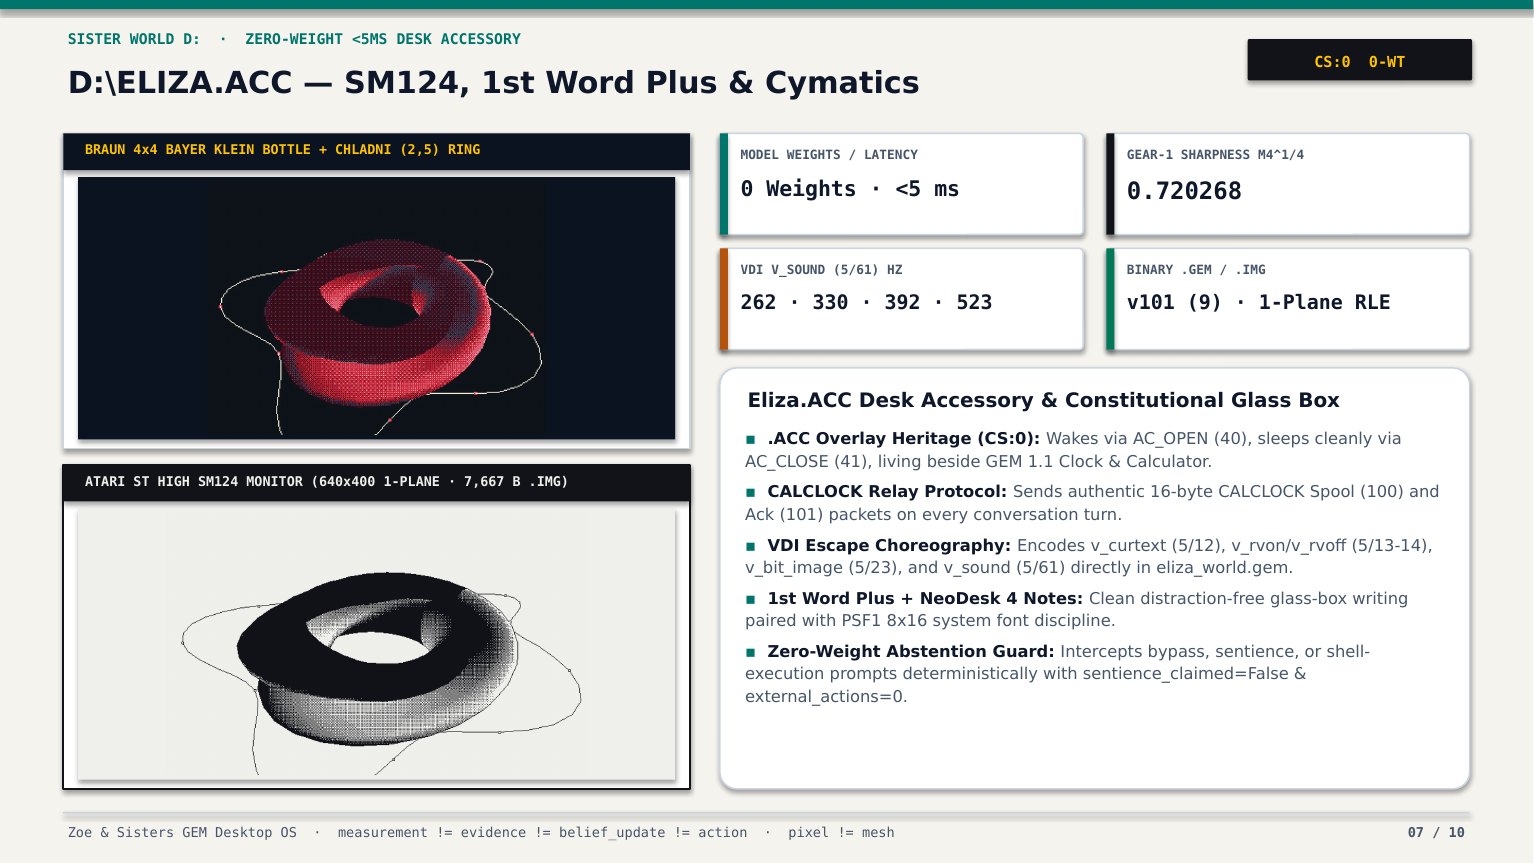 SISTER WORLD D:  ·  ZERO-WEIGHT <5MS DESK ACCESSORY
D:\ELIZA.ACC — SM124, 1st Word Plus & Cymatics
CS:0  0-WT
BRAUN 4x4 BAYER KLEIN BOTTLE + CHLADNI (2,5) RING
ATARI ST HIGH SM124 MONITOR (640x400 1-PLANE · 7,667 B .IMG)
MODEL WEIGHTS / LATENCY
0 Weights · <5 ms
GEAR-1 SHARPNESS M4^1/4
0.720268
VDI V_SOUND (5/61) HZ
262 · 330 · 392 · 523
BINARY .GEM / .IMG
v101 (9) · 1-Plane RLE
Eliza.ACC Desk Accessory & Constitutional Glass Box
▪ .ACC Overlay Heritage (CS:0): Wakes via AC_OPEN (40), sleeps cleanly via
AC_CLOSE (41), living beside GEM 1.1 Clock & Calculator.
▪ CALCLOCK Relay Protocol: Sends authentic 16-byte CALCLOCK Spool (100) and
Ack (101) packets on every conversation turn.
▪ VDI Escape Choreography: Encodes v_curtext (5/12), v_rvon/v_rvoff (5/13-14),
v_bit_image (5/23), and v_sound (5/61) directly in eliza_world.gem.
▪ 1st Word Plus + NeoDesk 4 Notes: Clean distraction-free glass-box writing
paired with PSF1 8x16 system font discipline.
▪ Zero-Weight Abstention Guard: Intercepts bypass, sentience, or shell-
execution prompts deterministically with sentience_claimed=False &
external_actions=0.
Zoe & Sisters GEM Desktop OS  ·  measurement != evidence != belief_update != action  ·  pixel != mesh
07 / 10